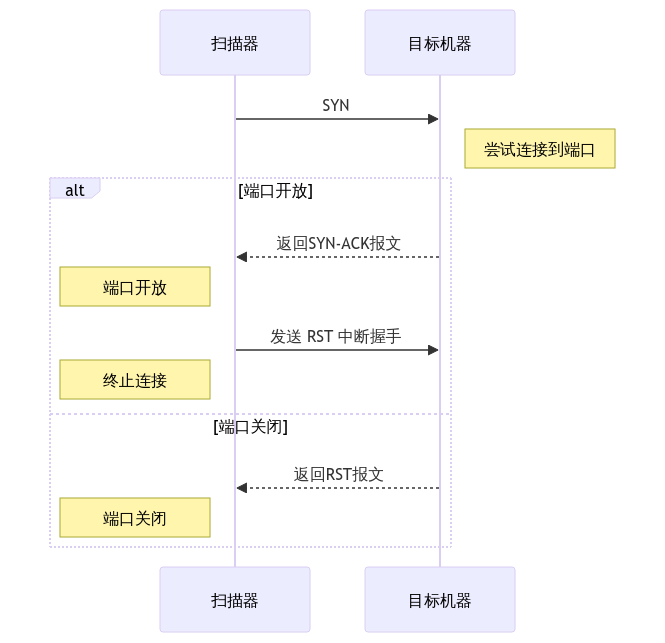 扫描器
目标机器
SYN
尝试连接到端口
alt
[端口开放]
返回SYN-ACK报文
端口开放
发送 RST 中断握手
终止连接
[端口关闭]
返回RST报文
端口关闭
扫描器
目标机器